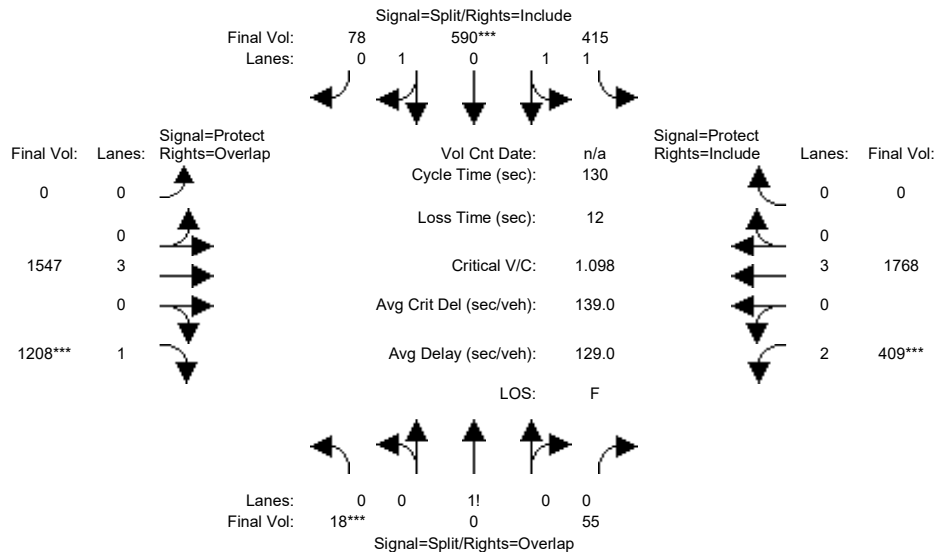 Signal=Split/Rights=Include
Final Vol: 78 590*** 415
Lanes: 0 1 0 1 1
Signal=Protect Signal=Protect
Final Vol: Lanes: Rights=Overlap Vol Cnt Date: n/a Rights=Include Lanes: Final Vol:
Cycle Time (sec): 130
0 0 0 0
Loss Time (sec): 12
0 0
1547 3 Critical V/C: 1.098 3 1768
0 Avg Crit Del (sec/veh): 139.0 0
1208*** 1 Avg Delay (sec/veh): 129.0 2 409***
LOS: F
Lanes: 0 0 1! 0 0
Final Vol: 18*** 0 55
Signal=Split/Rights=Overlap